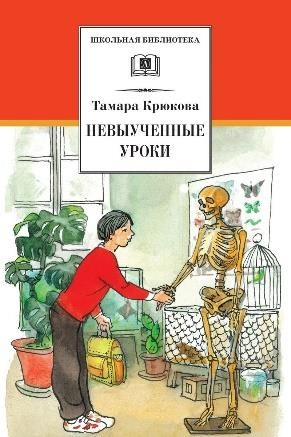 ШКОЛЬНАЯ БИБЛИОТЕКА
Тамара Крюкова
НЕВЫУЧЕННЫЕ
УРОКИ